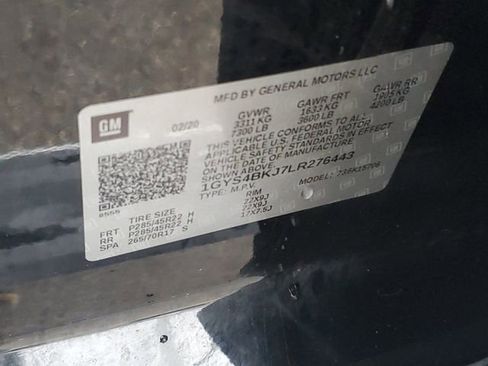 MFD BY GENERAL MOTORS LLC
GM
02/20
GVWR GAWR FRT GAWR RR
3311 KG 1633 KG 1905 KG
7300 LB 3600 LB 4200 LB
THIS VEHICLE CONFORMS TO ALL APPLICABLE
U.S. FEDERAL MOTOR
VEHICLE SAFETY STANDARDS IN EFFECT
ON THE DATE OF MANUFACTURE
SHOWN ABOVE.
1GYS4BKJ7LR276443
TYPE: M.P.V. MODEL:
TIRE SIZE RIM
FRT P285/45R22 H 22X9J
RR P285/45R22 H 22X9J
SPA 265/70R17 S 17X7.5J